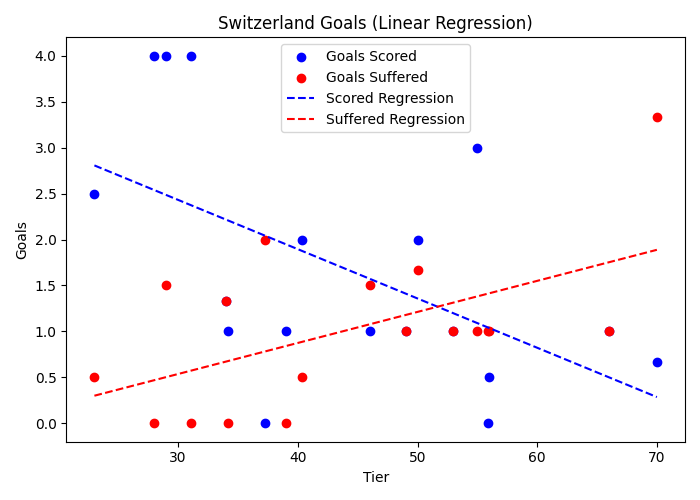 Switzerland Goals (Linear Regression)
Goals Scored
Goals Suffered
Scored Regression
Suffered Regression
4.0
3.5
3.0
2.5
2.0
1.5
1.0
0.5
0.0
Goals
30
40
50
60
70
Tier